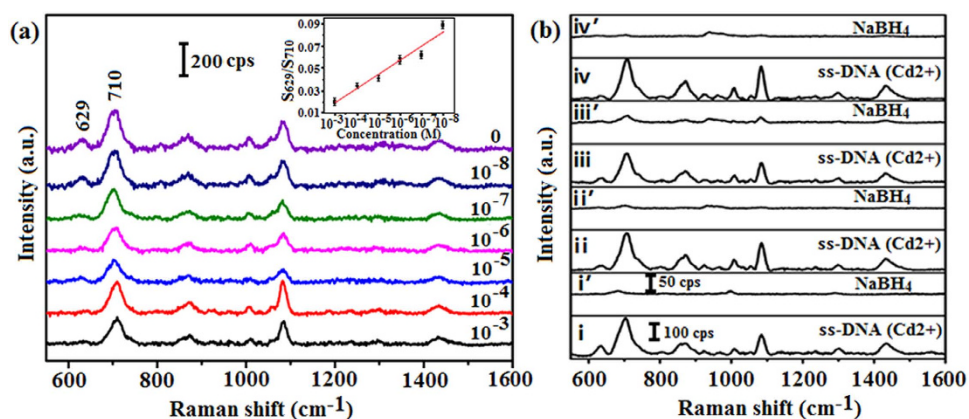 (a)
Intensity (a.u.)
200 cps
629
710
S629/S710
0.09
0.07
0.05
0.03
0.01
10-3 10-4 10-5 10-6 10-7 10-8
Concentration (M)
0
10-8
10-7
10-6
10-5
10-4
10-3
600 800 1000 1200 1400 1600
Raman shift (cm-1)
(b)
Intensity (a.u.)
iv' NaBH4
iv ss-DNA (Cd2+)
iii' NaBH4
iii ss-DNA (Cd2+)
ii' NaBH4
ii ss-DNA (Cd2+)
i' 50 cps NaBH4
i 100 cps ss-DNA (Cd2+)
600 800 1000 1200 1400 1600
Raman shift (cm-1)